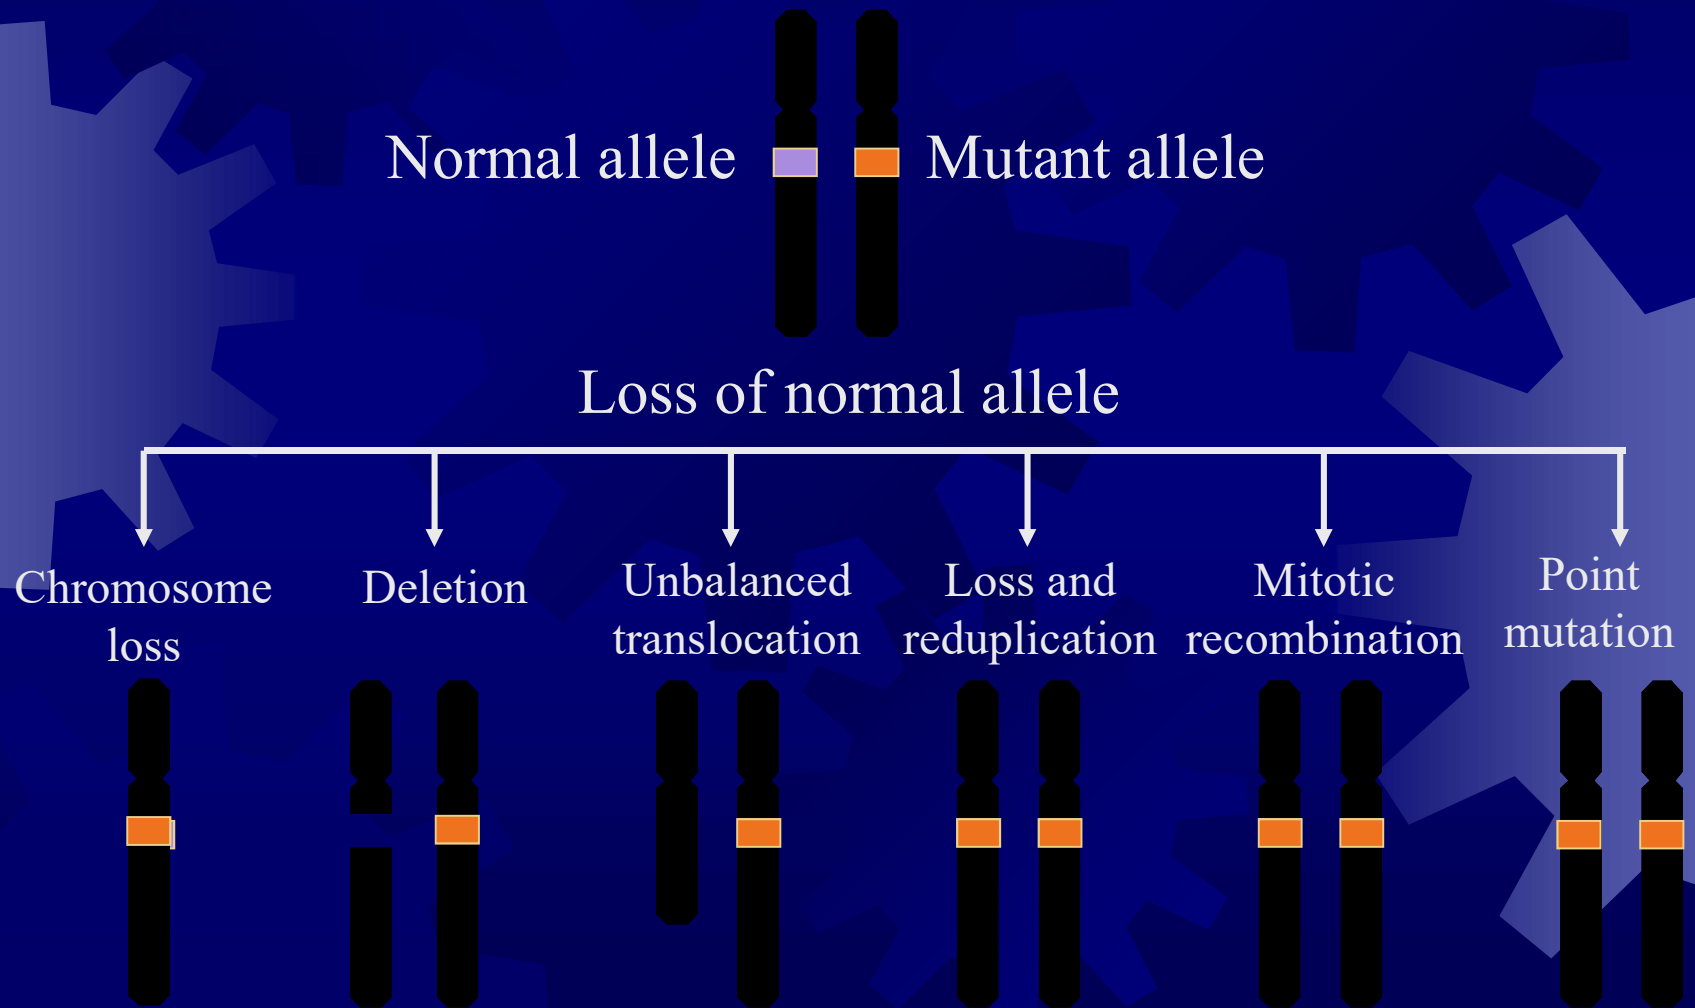 Normal allele
Mutant allele
Loss of normal allele
Chromosome
loss
Deletion
Unbalanced
translocation
Loss and
reduplication
Mitotic
recombination
Point
mutation